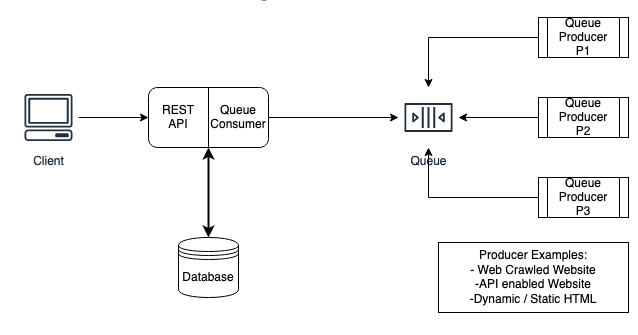 Queue
Producer
P1
REST
API
Queue
Consumer
Queue
Producer
P2
Client
Queue
Queue
Producer
P3
Database
Producer Examples:
- Web Crawled Website
-API enabled Website
-Dynamic / Static HTML